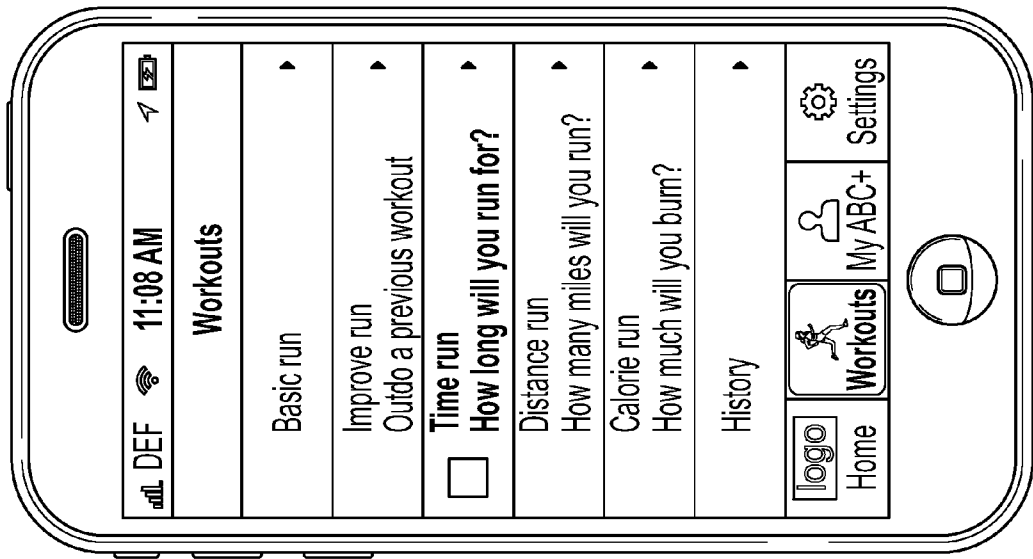 DEF 11:08 AM
Workouts
Basic run
Improve run
Outdo a previous workout
Time run
How long will you run for?
Distance run
How many miles will you run?
Calorie run
How much will you burn?
History
logo
Home
Workouts
My ABC+
Settings